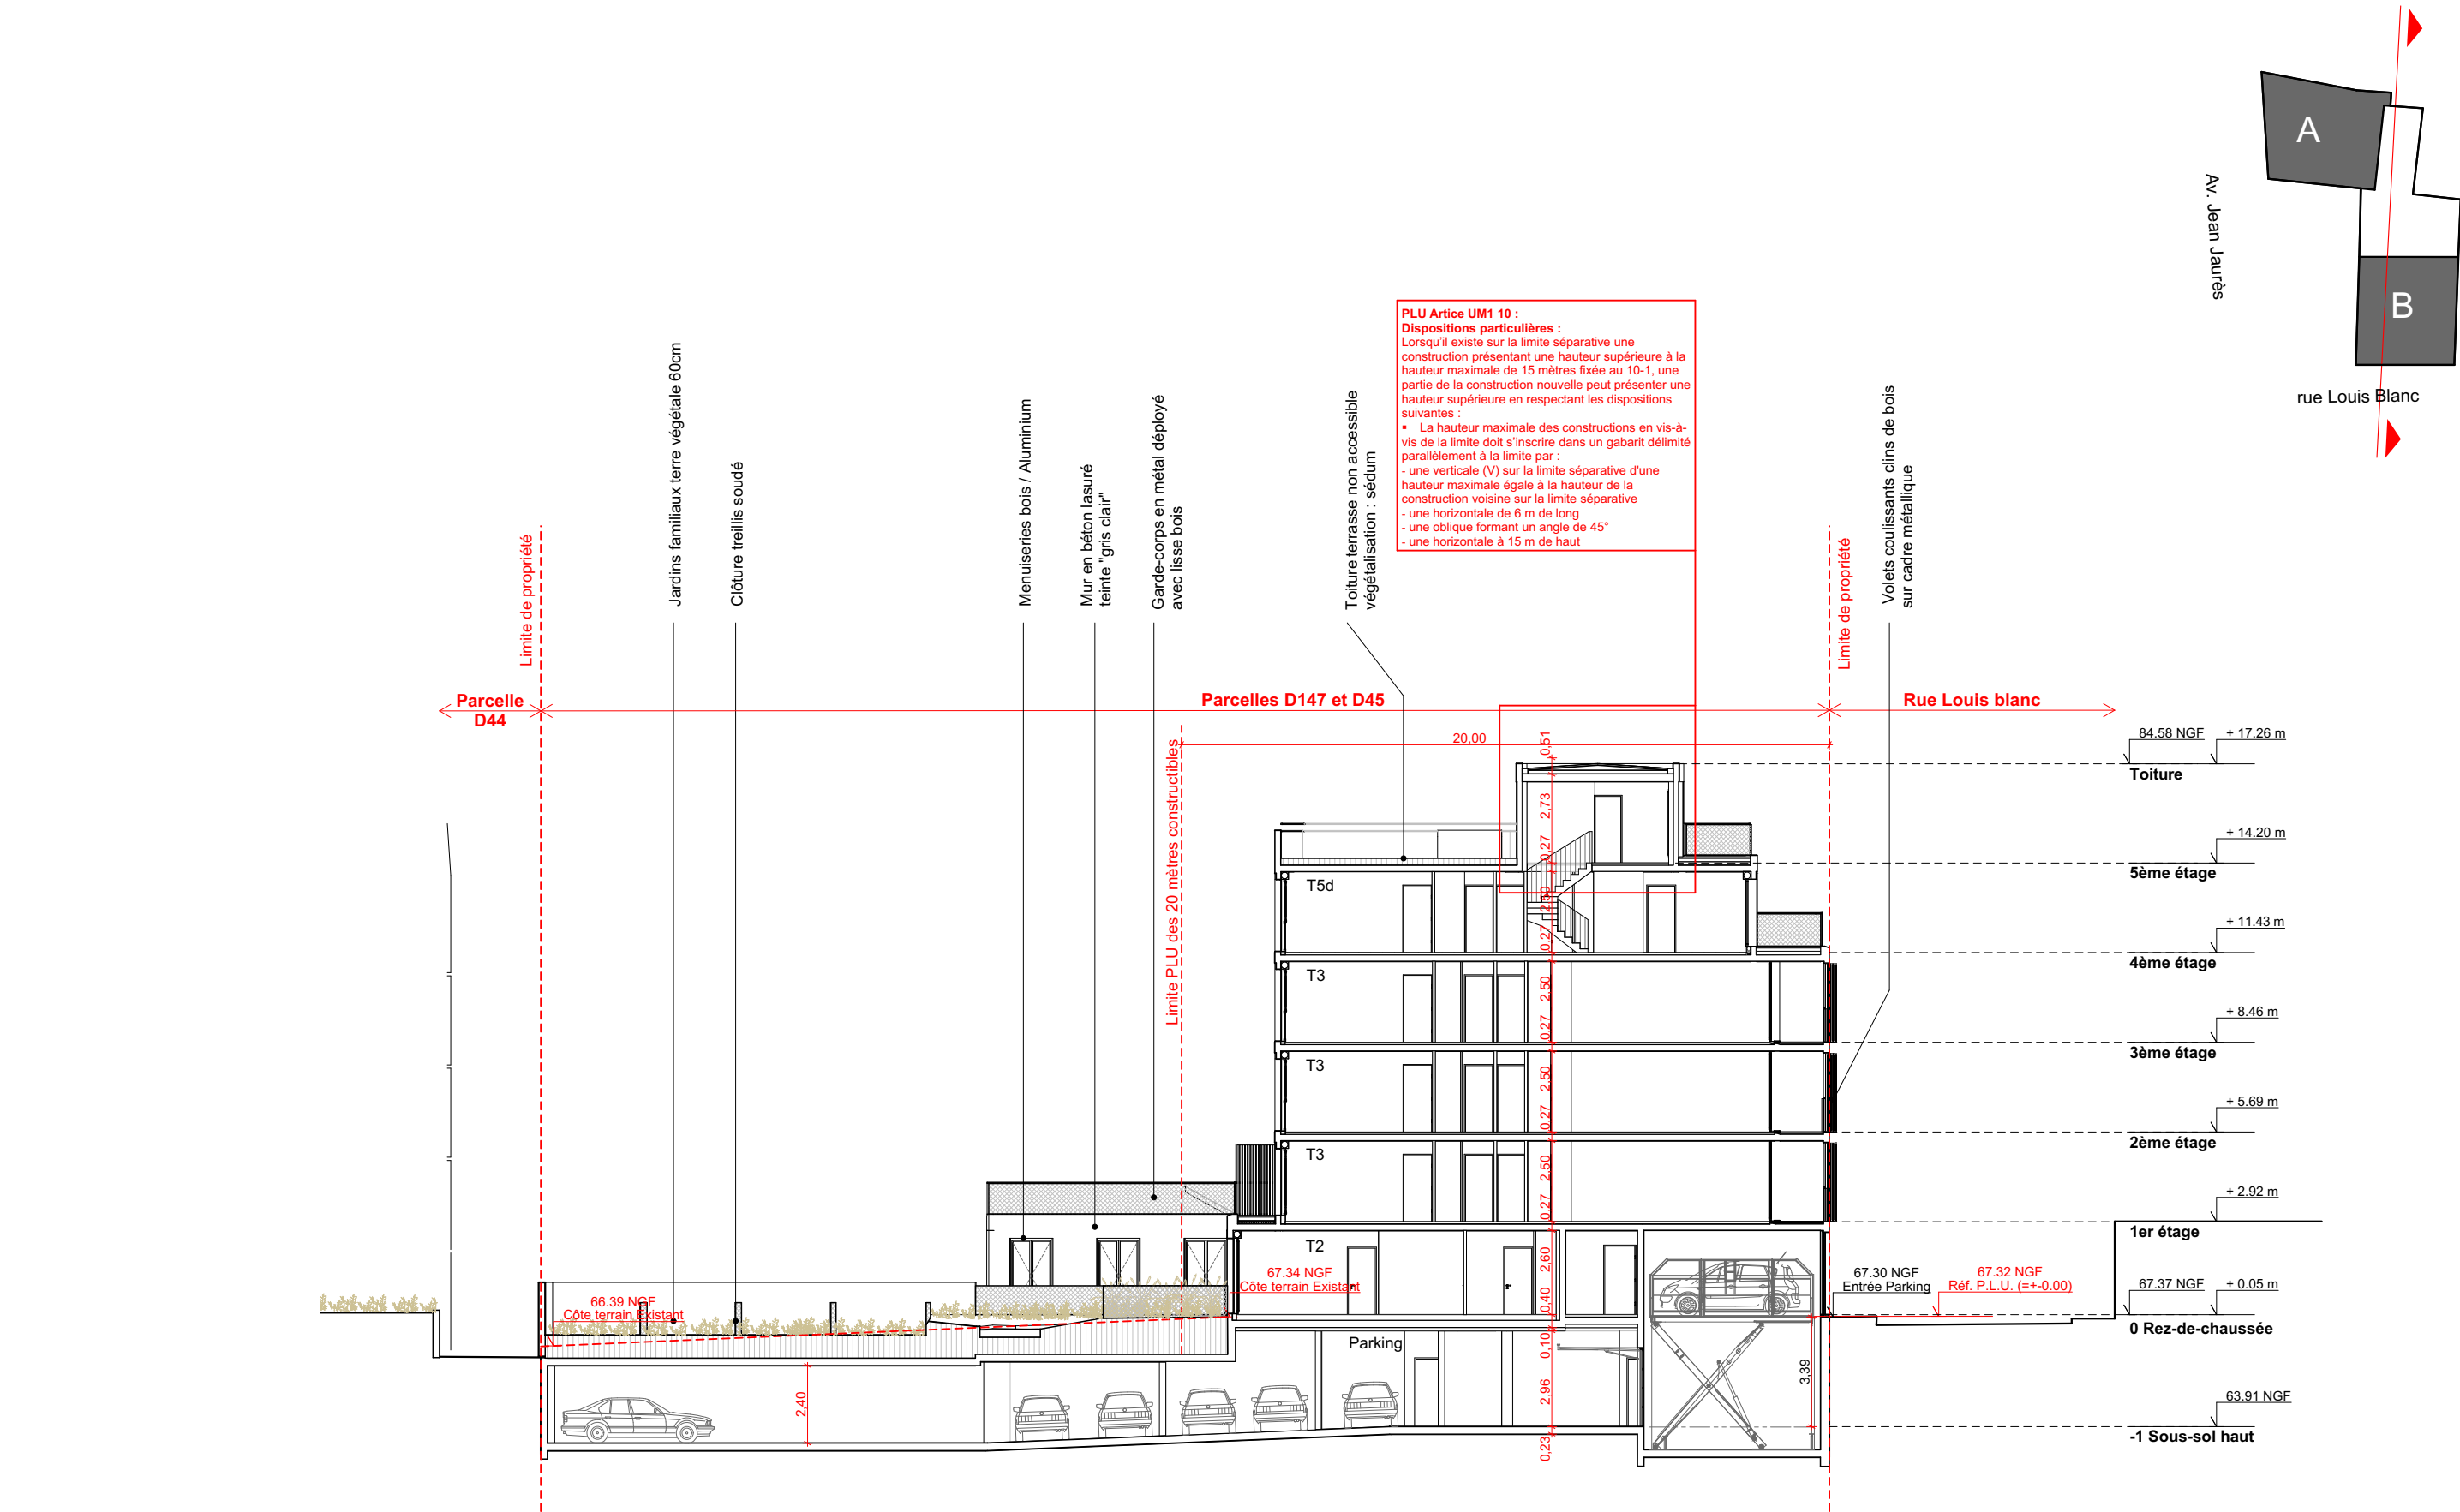 A
B
Av. Jean Jaurès
rue Louis Blanc
PLU Artice UM1 10 :
Dispositions particulières :
Lorsqu'il existe sur la limite séparative une
construction présentant une hauteur supérieure à la
hauteur maximale de 15 mètres fixée au 10-1, une
partie de la construction nouvelle peut présenter une
hauteur supérieure en respectant les dispositions
suivantes :
▪ La hauteur maximale des constructions en vis-à-
vis de la limite doit s'inscrire dans un gabarit délimité
parallèlement à la limite par :
- une verticale (V) sur la limite séparative d'une
hauteur maximale égale à la hauteur de la
construction voisine sur la limite séparative
- une horizontale de 6 m de long
- une oblique formant un angle de 45°
- une horizontale à 15 m de haut
Limite de propriété
Jardins familiaux terre végétale 60cm
Clôture treillis soudé
Menuiseries bois / Aluminium
Mur en béton lasuré
teinte "gris clair"
Garde-corps en métal déployé
avec lisse bois
Toiture terrasse non accessible
végétalisation : sédum
Limite de propriété
Volets coulissants clins de bois
sur cadre métallique
Parcelle
D44
Parcelles D147 et D45
Rue Louis blanc
Limite PLU des 20 mètres constructibles
20,00
0,51
2,73
0,27
2,50
0,27
2,50
0,27
2,50
0,27
2,50
0,27
2,60
0,40
0,10
2,96
0,23
84.58 NGF
+ 17.26 m
Toiture
+ 14.20 m
5ème étage
+ 11.43 m
4ème étage
+ 8.46 m
3ème étage
+ 5.69 m
2ème étage
+ 2.92 m
1er étage
67.37 NGF
+ 0.05 m
0 Rez-de-chaussée
63.91 NGF
-1 Sous-sol haut
T5d
T3
T3
T3
T2
67.34 NGF
Côte terrain Existant
66.39 NGF
Côte terrain Existant
67.30 NGF
Entrée Parking
67.32 NGF
Réf. P.L.U. (=+-0.00)
Parking
2,40
3,39